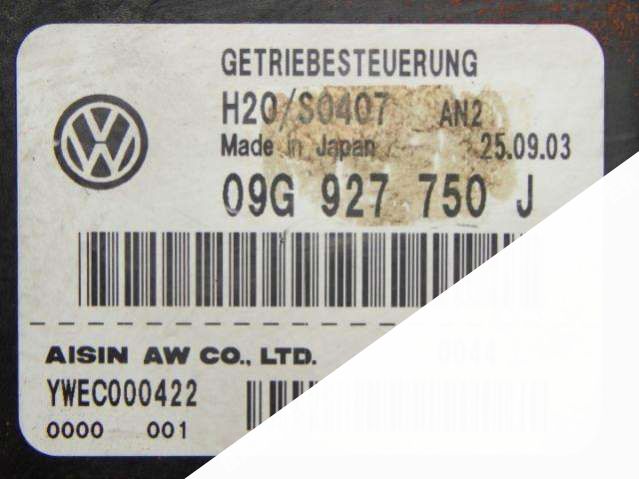 GETRIEBESTEUERUNG
H20/S0407 AN2
Made in Japan 25.09.03
09G 927 750 J
AISIN AW CO., LTD. 0044
YWEC000422
0000 001